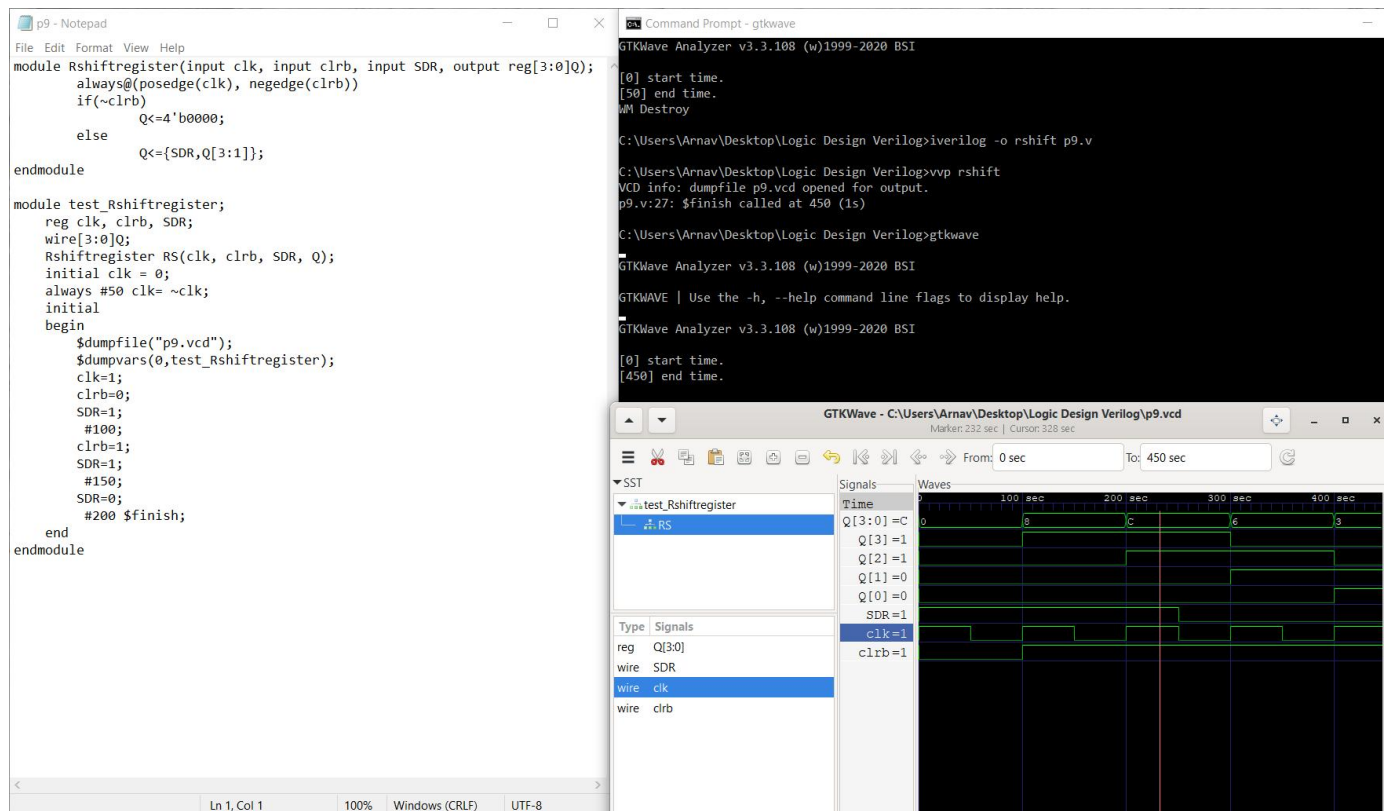 p9 - Notepad
File Edit Format View Help
module Rshiftregister(input clk, input clrb, input SDR, output reg[3:0]Q);
always@(posedge(clk), negedge(clrb))
if(~clrb)
Q<=4'b0000;
else
Q<={SDR,Q[3:1]};
endmodule
module test_Rshiftregister;
reg clk, clrb, SDR;
wire[3:0]Q;
Rshiftregister RS(clk, clrb, SDR, Q);
initial clk = 0;
always #50 clk= ~clk;
initial
begin
$dumpfile("p9.vcd");
$dumpvars(0,test_Rshiftregister);
clk=1;
clrb=0;
SDR=1;
#100;
clrb=1;
SDR=1;
#150;
SDR=0;
#200 $finish;
end
endmodule
Ln 1, Col 1 100% Windows (CRLF) UTF-8
Command Prompt - gtkwave
GTKWave Analyzer v3.3.108 (w)1999-2020 BSI
[0] start time.
[50] end time.
WM Destroy
C:\Users\Arnav\Desktop\Logic Design Verilog>iverilog -o rshift p9.v
C:\Users\Arnav\Desktop\Logic Design Verilog>vvp rshift
VCD info: dumpfile p9.vcd opened for output.
p9.v:27: $finish called at 450 (1s)
C:\Users\Arnav\Desktop\Logic Design Verilog>gtkwave
GTKWave Analyzer v3.3.108 (w)1999-2020 BSI
GTKWAVE | Use the -h, --help command line flags to display help.
GTKWave Analyzer v3.3.108 (w)1999-2020 BSI
[0] start time.
[450] end time.
GTKWave - C:\Users\Arnav\Desktop\Logic Design Verilog\p9.vcd
Marker: 232 sec | Cursor: 328 sec
From: 0 sec To: 450 sec
SST
test_Rshiftregister
RS
Type Signals
reg Q[3:0]
wire SDR
wire clk
wire clrb
Signals Waves
Time 0 100 sec 200 sec 300 sec 400 sec
Q[3:0] =C 0 8 C 6 3
Q[3] =1
Q[2] =1
Q[1] =0
Q[0] =0
SDR =1
clk =1
clrb =1